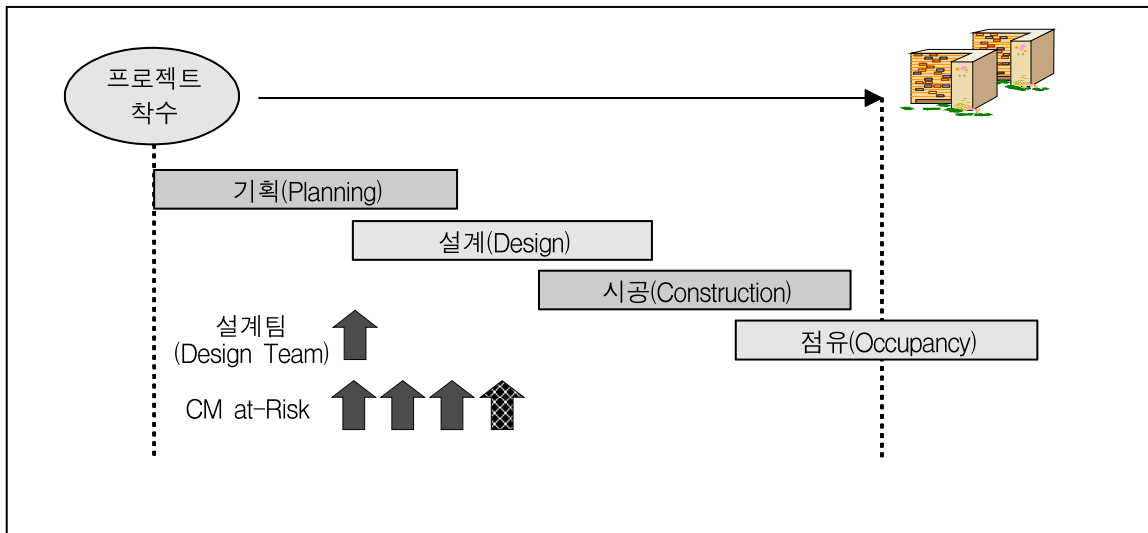 프로젝트
착수
기획(Planning)
설계(Design)
시공(Construction)
점유(Occupancy)
설계팀
(Design Team)
CM at-Risk